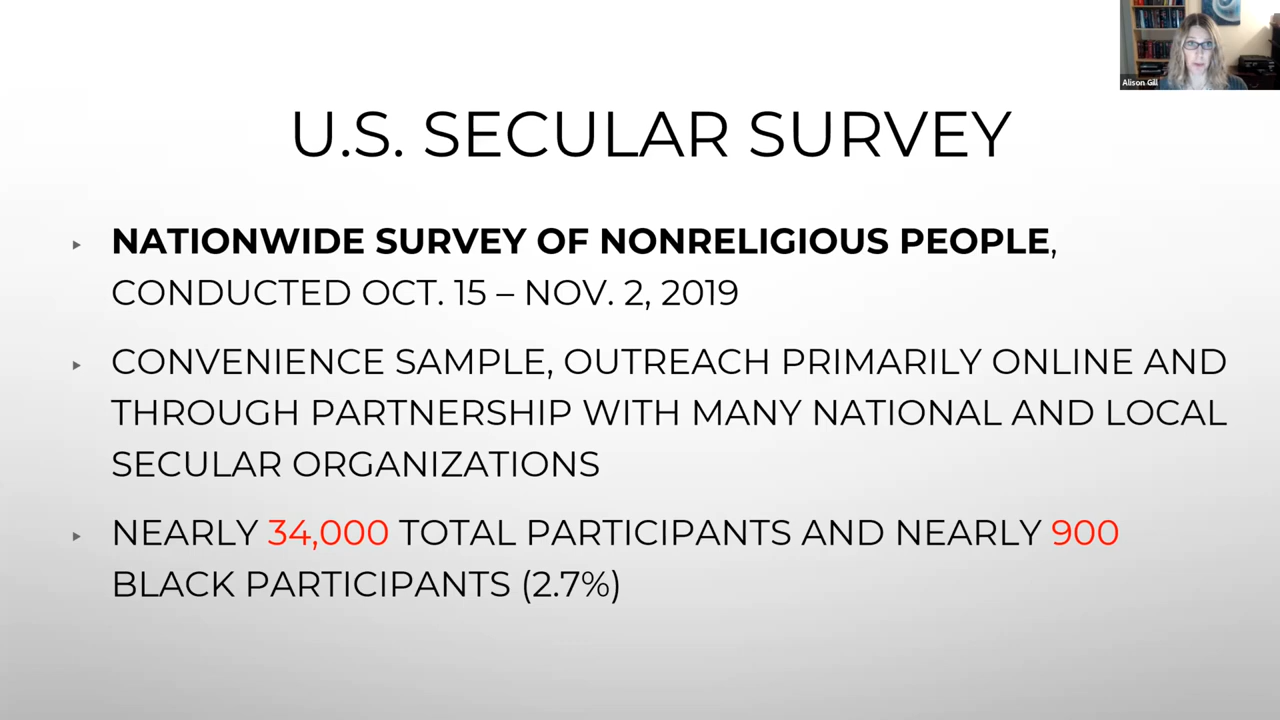 Alison Gill
U.S. SECULAR SURVEY
NATIONWIDE SURVEY OF NONRELIGIOUS PEOPLE,
CONDUCTED OCT. 15 – NOV. 2, 2019
CONVENIENCE SAMPLE, OUTREACH PRIMARILY ONLINE AND
THROUGH PARTNERSHIP WITH MANY NATIONAL AND LOCAL
SECULAR ORGANIZATIONS
NEARLY 34,000 TOTAL PARTICIPANTS AND NEARLY 900
BLACK PARTICIPANTS (2.7%)